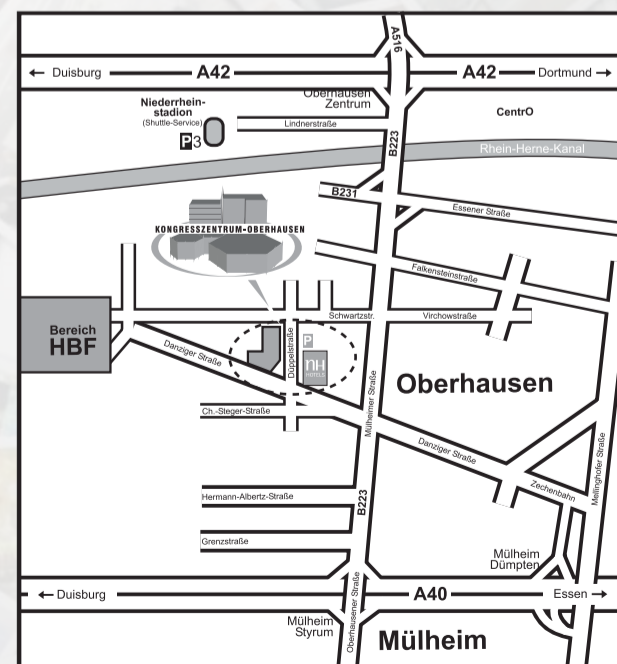 A516
← Duisburg
A42
A42
Dortmund →
Oberhausen
Zentrum
Niederrhein-
stadion
(Shuttle-Service)
P 3
CentrO
Lindnerstraße
B223
Rhein-Herne-Kanal
B231
Essener Straße
KONGRESSZENTRUM-OBERHAUSEN
Falkensteinstraße
Schwartzstr.
Virchowstraße
Bereich
HBF
Danziger Straße
Düppelstraße
P
nH
HOTELS
Mülheimer Straße
Oberhausen
Ch.-Steger-Straße
Danziger Straße
Mellinghofer Straße
Zechenbahn
Hermann-Albertz-Straße
B223
Grenzstraße
Mülheim
Dümpten
← Duisburg
A40
Essen →
Mülheim
Styrum
Oberhausener Straße
Mülheim